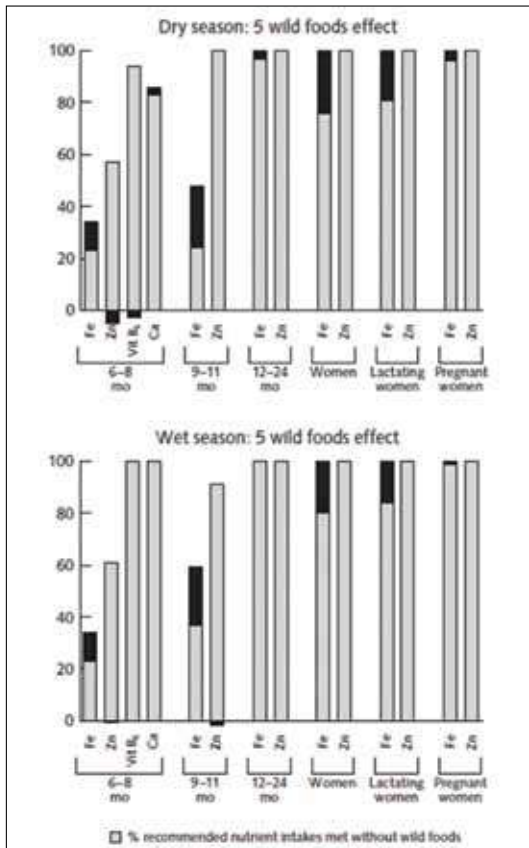 Dry season: 5 wild foods effect
100
80
60
40
20
0
Fe
Zn
Vit B6
Ca
Fe
Zn
Fe
Zn
Fe
Zn
Fe
Zn
Fe
Zn
6–8 mo
9–11 mo
12–24 mo
Women
Lactating women
Pregnant women
Wet season: 5 wild foods effect
100
80
60
40
20
0
Fe
Zn
Vit B6
Ca
Fe
Zn
Fe
Zn
Fe
Zn
Fe
Zn
Fe
Zn
6–8 mo
9–11 mo
12–24 mo
Women
Lactating women
Pregnant women
% recommended nutrient intakes met without wild foods